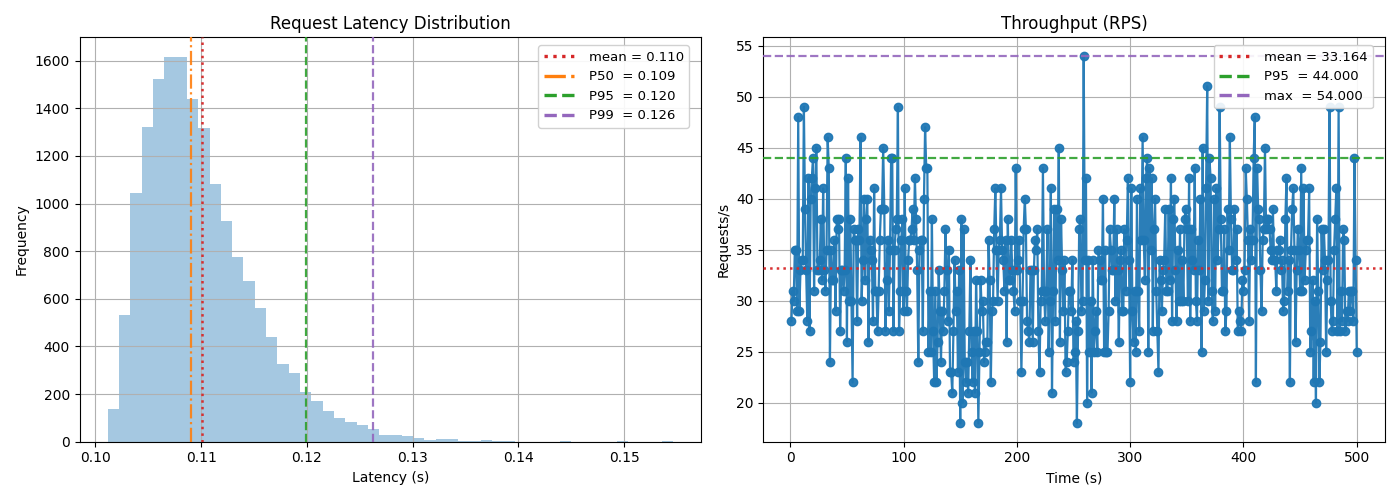 Request Latency Distribution
Frequency
1600
1400
1200
1000
800
600
400
200
0
mean = 0.110
P50 = 0.109
P95 = 0.120
P99 = 0.126
0.10 0.11 0.12 0.13 0.14 0.15
Latency (s)
Throughput (RPS)
Requests/s
55
50
45
40
35
30
25
20
mean = 33.164
P95 = 44.000
max = 54.000
0 100 200 300 400 500
Time (s)